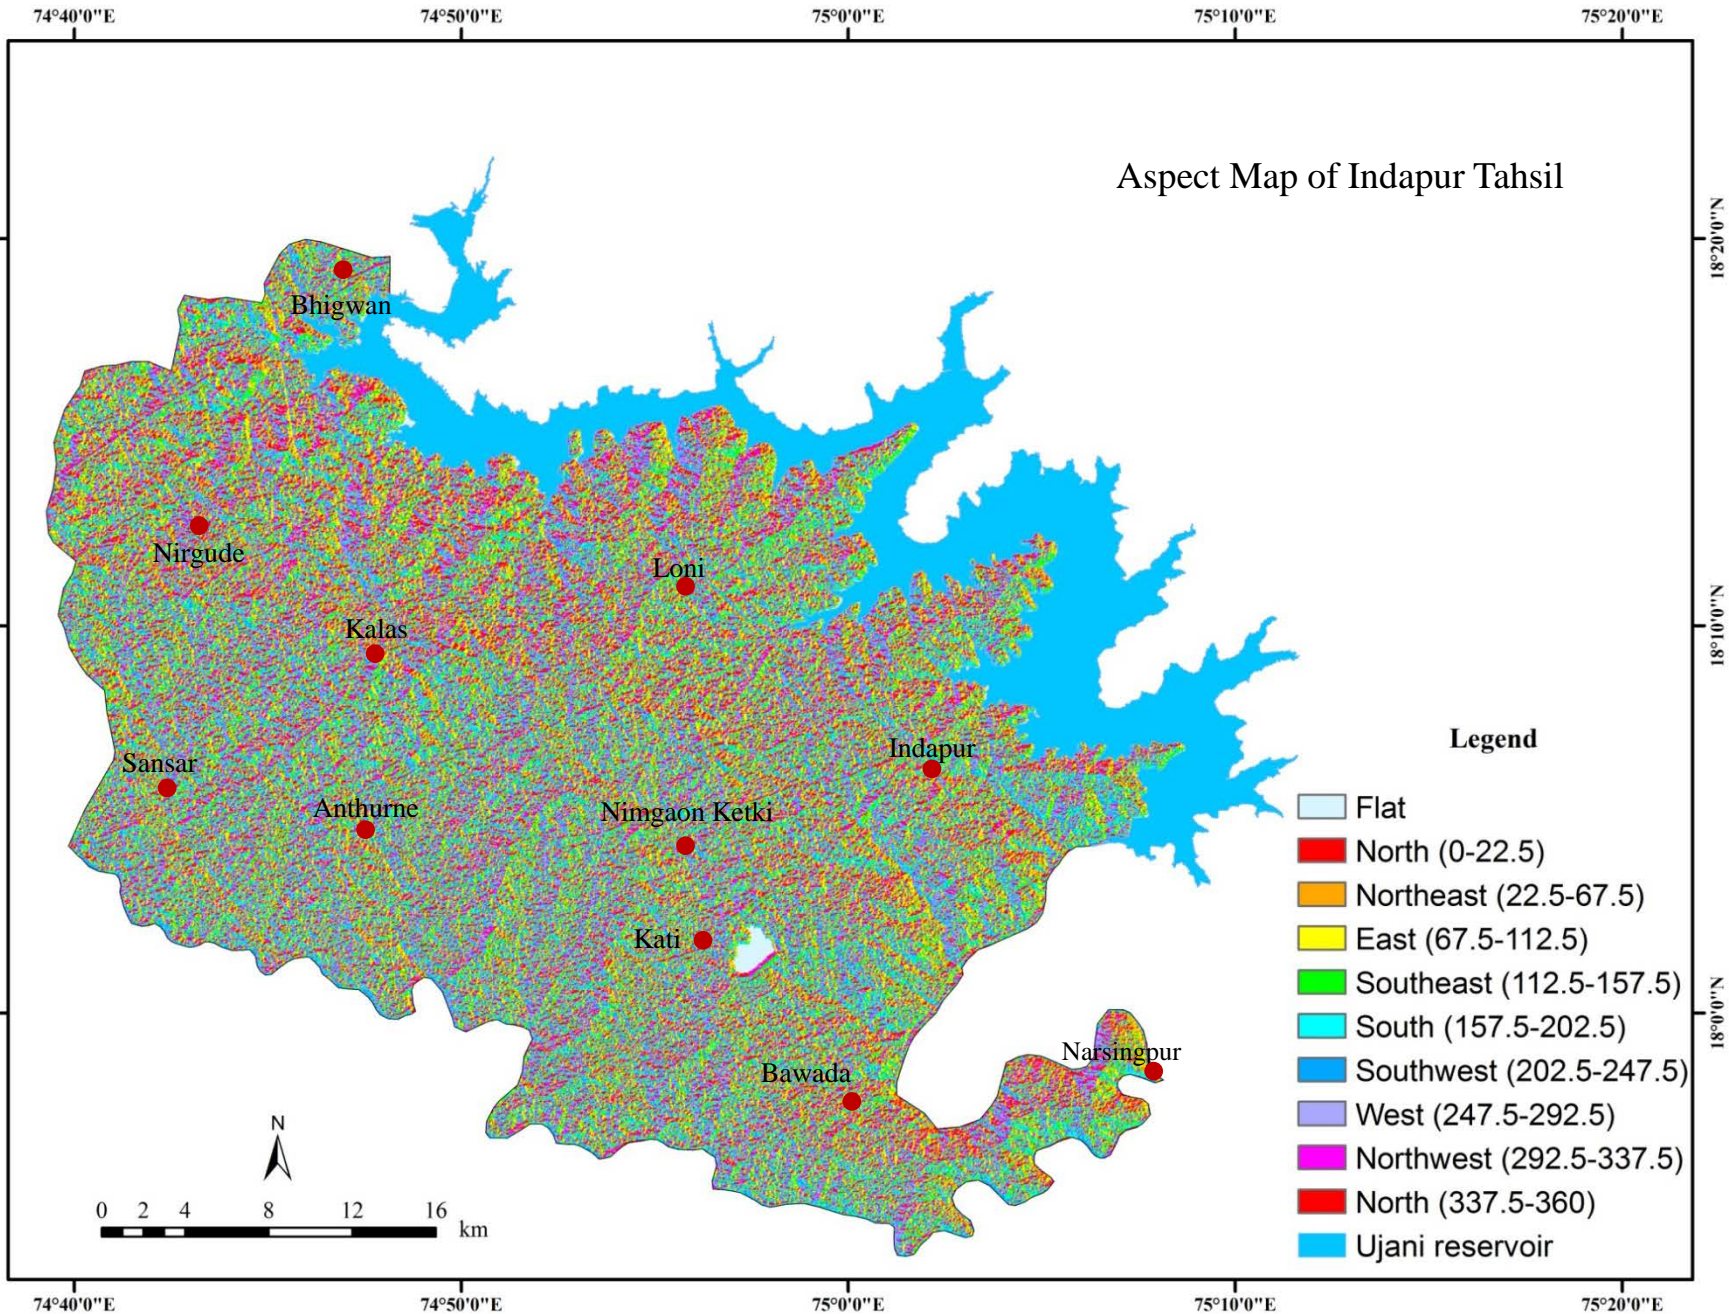 74°40'0"E 74°50'0"E 75°0'0"E 75°10'0"E 75°20'0"E
Aspect Map of Indapur Tahsil
18°20'0"N
Bhigwan
Nirgude
Loni
18°10'0"N
Kalas
Sansar
Indapur
Anthurne
Nimgaon Ketki
Kati
18°0'0"N
Narsingpur
Bawada
Legend
Flat
North (0-22.5)
Northeast (22.5-67.5)
East (67.5-112.5)
Southeast (112.5-157.5)
South (157.5-202.5)
Southwest (202.5-247.5)
West (247.5-292.5)
Northwest (292.5-337.5)
North (337.5-360)
Ujani reservoir
N
0 2 4 8 12 16
km
74°40'0"E 74°50'0"E 75°0'0"E 75°10'0"E 75°20'0"E